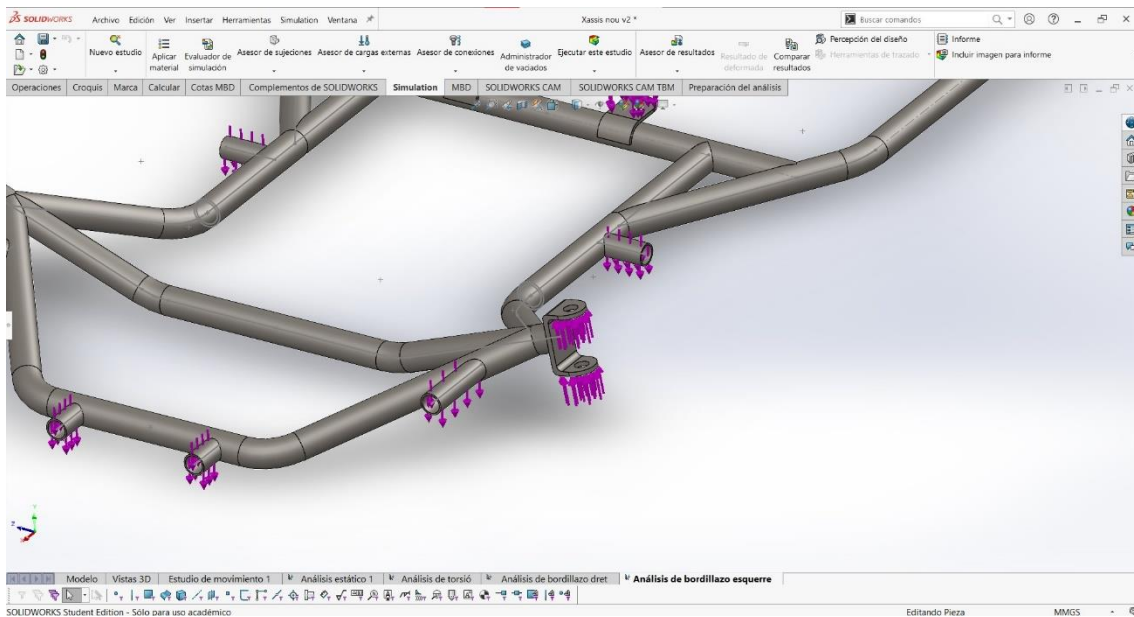 SOLIDWORKS Archivo Edición Ver Insertar Herramientas Simulation Ventana Xassis nou v2 * Buscar comandos
Nuevo estudio Aplicar material Evaluador de simulación Asesor de sujeciones Asesor de cargas externas Asesor de conexiones Administrador de vaciados Ejecutar este estudio Asesor de resultados Resultado de deformada Comparar resultados Percepción del diseño Informe
Herramientas de trazado Incluir imagen para informe
Operaciones Croquis Marca Calcular Cotas MBD Complementos de SOLIDWORKS Simulation MBD SOLIDWORKS CAM SOLIDWORKS CAM TBM Preparación del análisis
Modelo Vistas 3D Estudio de movimiento 1 Análisis estático 1 Análisis de torsió Análisis de bordillazo dret Análisis de bordillazo esquerre
SOLIDWORKS Student Edition - Sólo para uso académico Editando Pieza MMGS